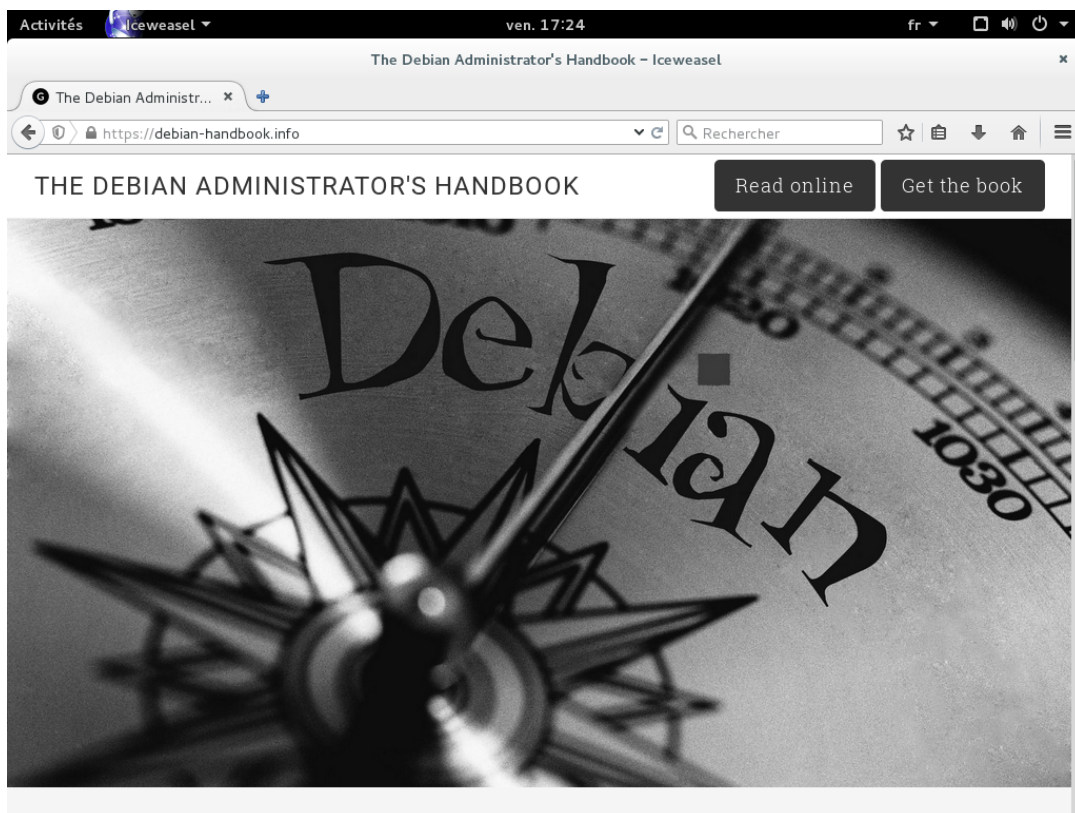 Activités Iceweasel ven. 17:24 fr
The Debian Administrator's Handbook – Iceweasel
The Debian Administr...
https://debian-handbook.info Rechercher
THE DEBIAN ADMINISTRATOR'S HANDBOOK Read online Get the book
Debian
1020
1030